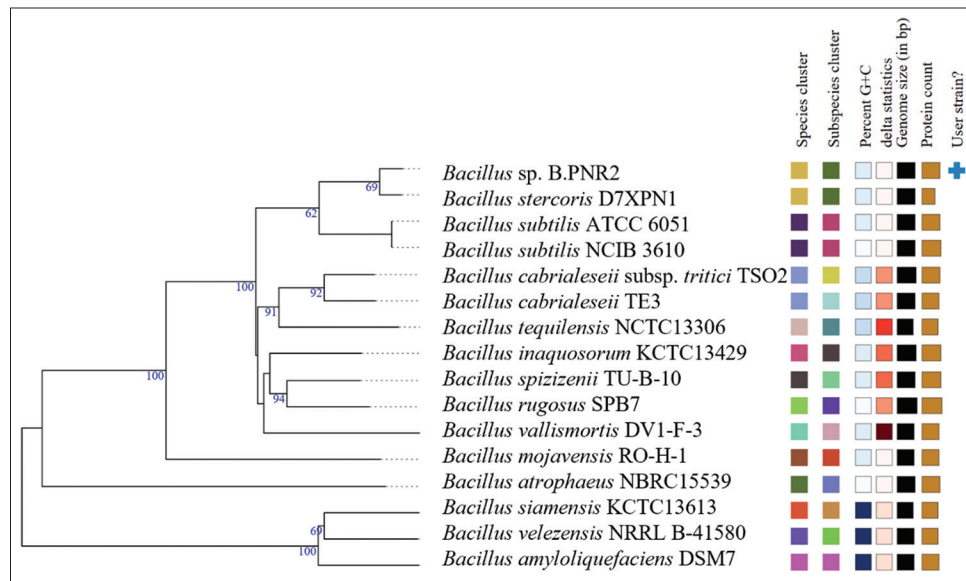 Species cluster
Subspecies cluster
Percent G+C
delta statistics
Genome size (in bp)
Protein count
User strain?
Bacillus sp. B.PNR2
69
Bacillus stercoris D7XPN1
62
Bacillus subtilis ATCC 6051
Bacillus subtilis NCIB 3610
Bacillus cabrialeseii subsp. tritici TSO2
100
92
Bacillus cabrialeseii TE3
91
Bacillus tequilensis NCTC13306
Bacillus inaquosorum KCTC13429
100
Bacillus spizizenii TU-B-10
94
Bacillus rugosus SPB7
Bacillus vallismortis DV1-F-3
Bacillus mojavensis RO-H-1
Bacillus atrophaeus NBRC15539
Bacillus siamensis KCTC13613
69
Bacillus velezensis NRRL B-41580
100
Bacillus amyloliquefaciens DSM7